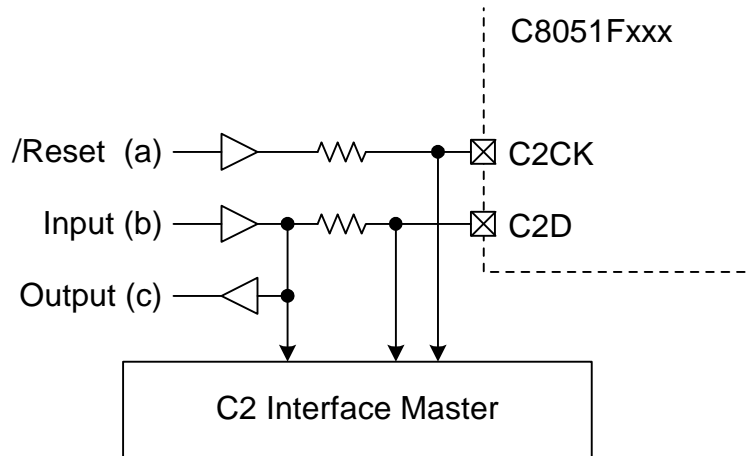 C8051Fxxx
/Reset (a)
C2CK
Input (b)
C2D
Output (c)
C2 Interface Master